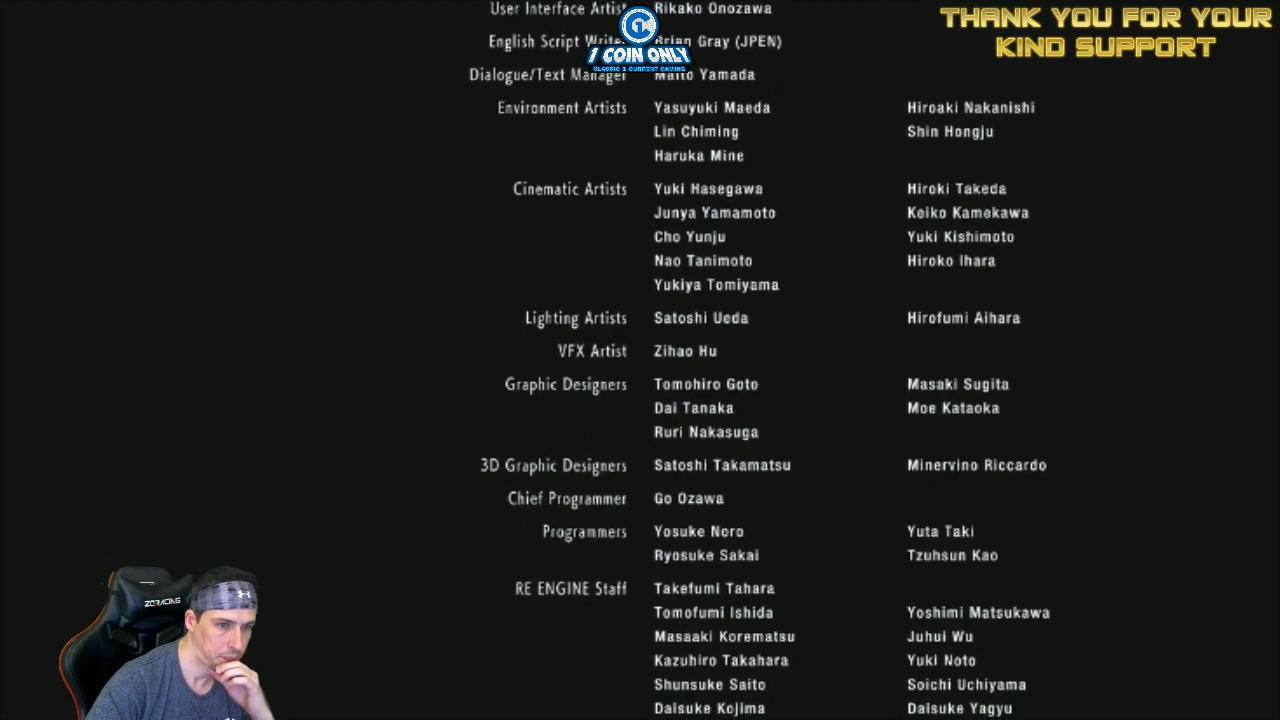 User Interface Artist Rikako Onozawa
THANK YOU FOR YOUR
KIND SUPPORT
English Script Writer Brian Gray (JPEN)
1 COIN ONLY
CLASSIC & CURRENT GAMING
Dialogue/Text Manager Maito Yamada
Environment Artists Yasuyuki Maeda Hiroaki Nakanishi
Lin Chiming Shin Hongju
Haruka Mine
Cinematic Artists Yuki Hasegawa Hiroki Takeda
Junya Yamamoto Keiko Kamekawa
Cho Yunju Yuki Kishimoto
Nao Tanimoto Hiroko Ihara
Yukiya Tomiyama
Lighting Artists Satoshi Ueda Hirofumi Aihara
VFX Artist Zihao Hu
Graphic Designers Tomohiro Goto Masaki Sugita
Dai Tanaka Moe Kataoka
Ruri Nakasuga
3D Graphic Designers Satoshi Takamatsu Minervino Riccardo
Chief Programmer Go Ozawa
Programmers Yosuke Noro Yuta Taki
Ryosuke Sakai Tzuhsun Kao
RE ENGINE Staff Takefumi Tahara
Tomofumi Ishida Yoshimi Matsukawa
Masaaki Korematsu Juhui Wu
Kazuhiro Takahara Yuki Noto
Shunsuke Saito Soichi Uchiyama
Daisuke Kojima Daisuke Yagyu